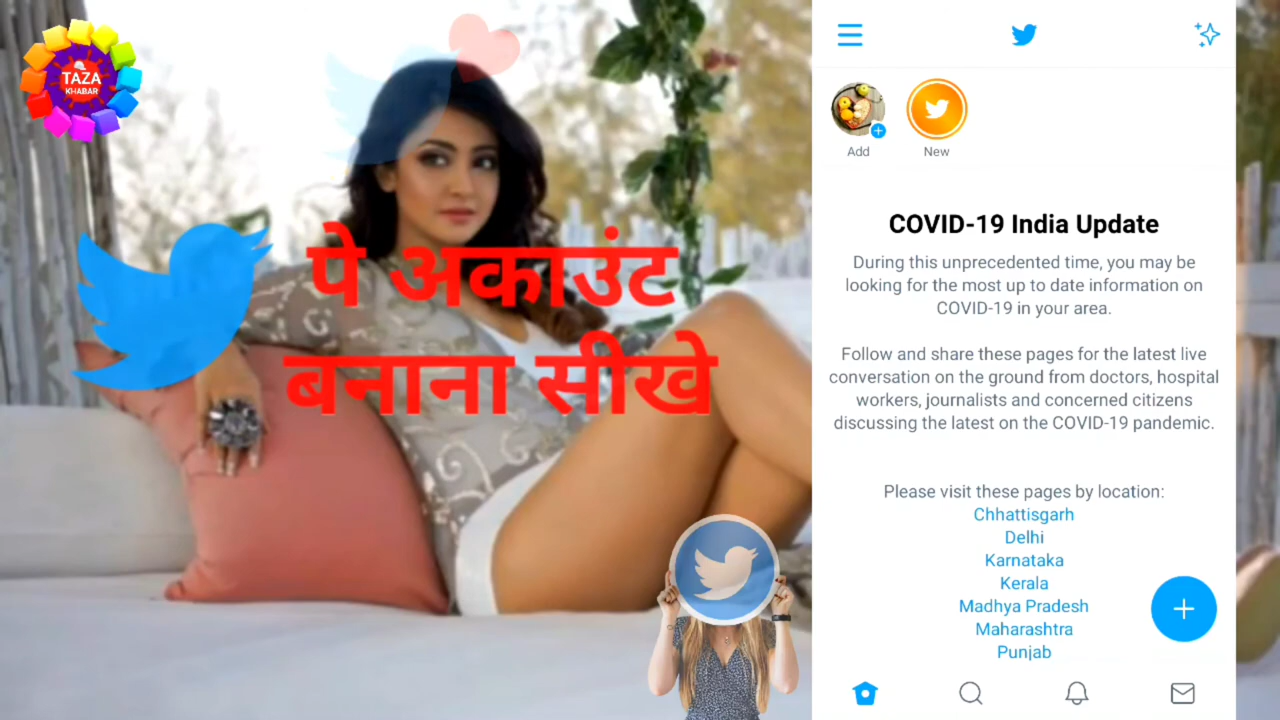 TAZA
KHABAR
पे अकाउंट
बनाना सीखे
Add
New
COVID-19 India Update
During this unprecedented time, you may be
looking for the most up to date information on
COVID-19 in your area.
Follow and share these pages for the latest live
conversation on the ground from doctors, hospital
workers, journalists and concerned citizens
discussing the latest on the COVID-19 pandemic.
Please visit these pages by location:
Chhattisgarh
Delhi
Karnataka
Kerala
Madhya Pradesh
Maharashtra
Punjab